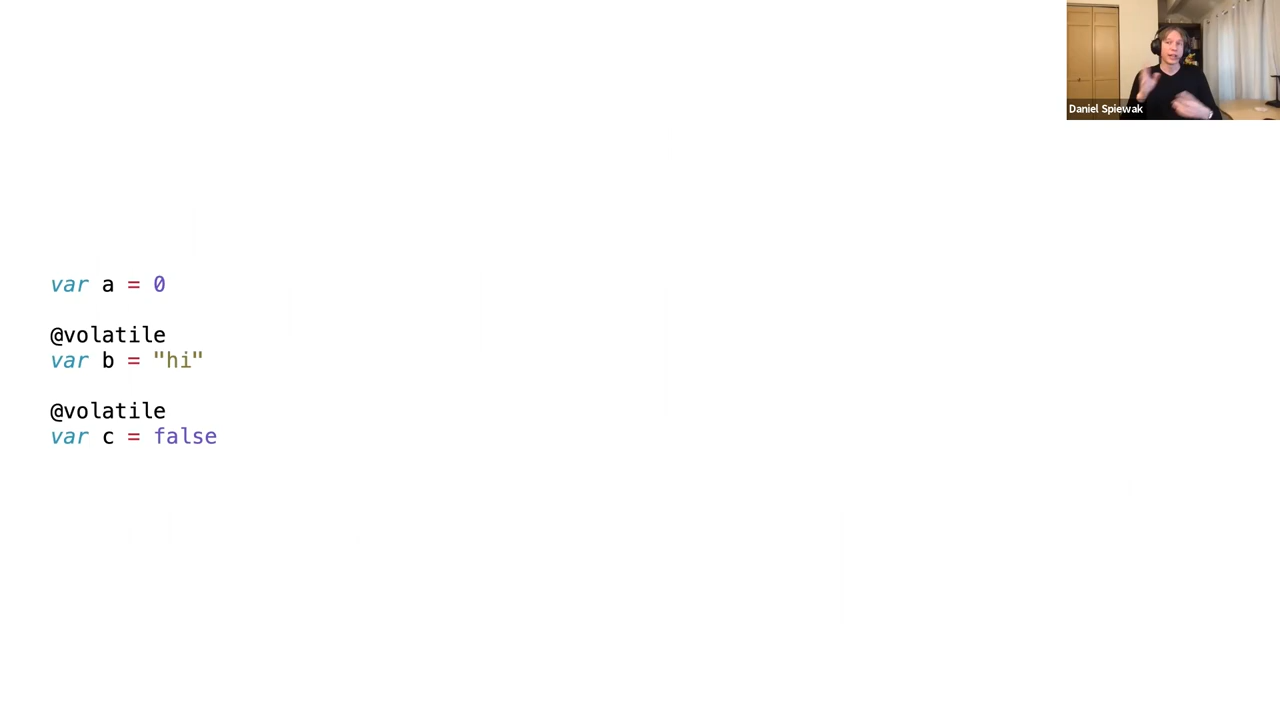 Daniel Spiewak
var a = 0
@volatile
var b = "hi"
@volatile
var c = false